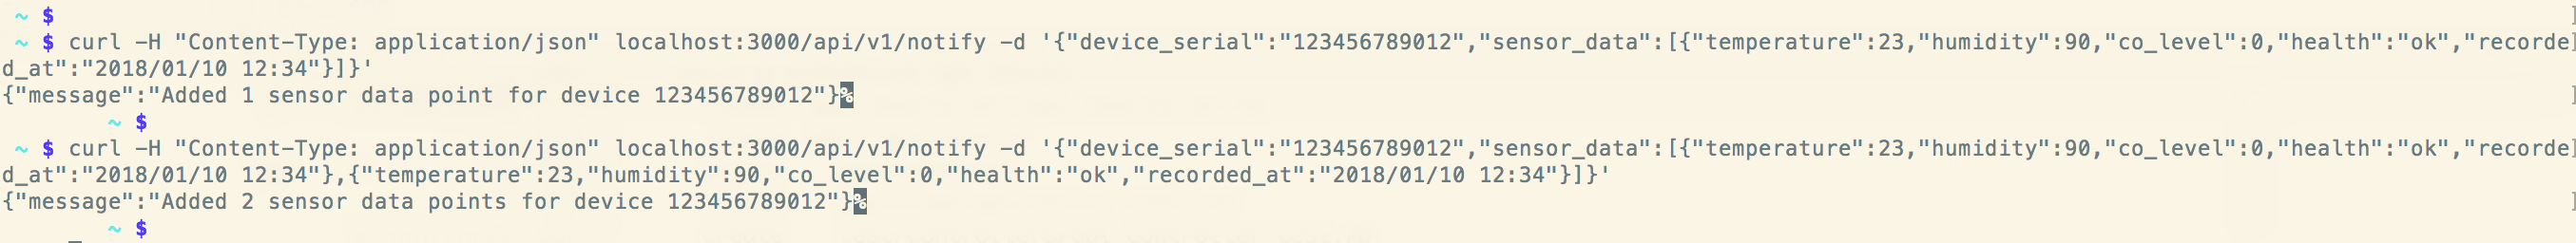 ~ $
~ $ curl -H "Content-Type: application/json" localhost:3000/api/v1/notify -d '{"device_serial":"123456789012","sensor_data":[{"temperature":23,"humidity":90,"co_level":0,"health":"ok","recorde]
d_at":"2018/01/10 12:34"}]}'
{"message":"Added 1 sensor data point for device 123456789012"}%
~ $
~ $ curl -H "Content-Type: application/json" localhost:3000/api/v1/notify -d '{"device_serial":"123456789012","sensor_data":[{"temperature":23,"humidity":90,"co_level":0,"health":"ok","recorde]
d_at":"2018/01/10 12:34"},{"temperature":23,"humidity":90,"co_level":0,"health":"ok","recorded_at":"2018/01/10 12:34"}]}'
{"message":"Added 2 sensor data points for device 123456789012"}%
~ $